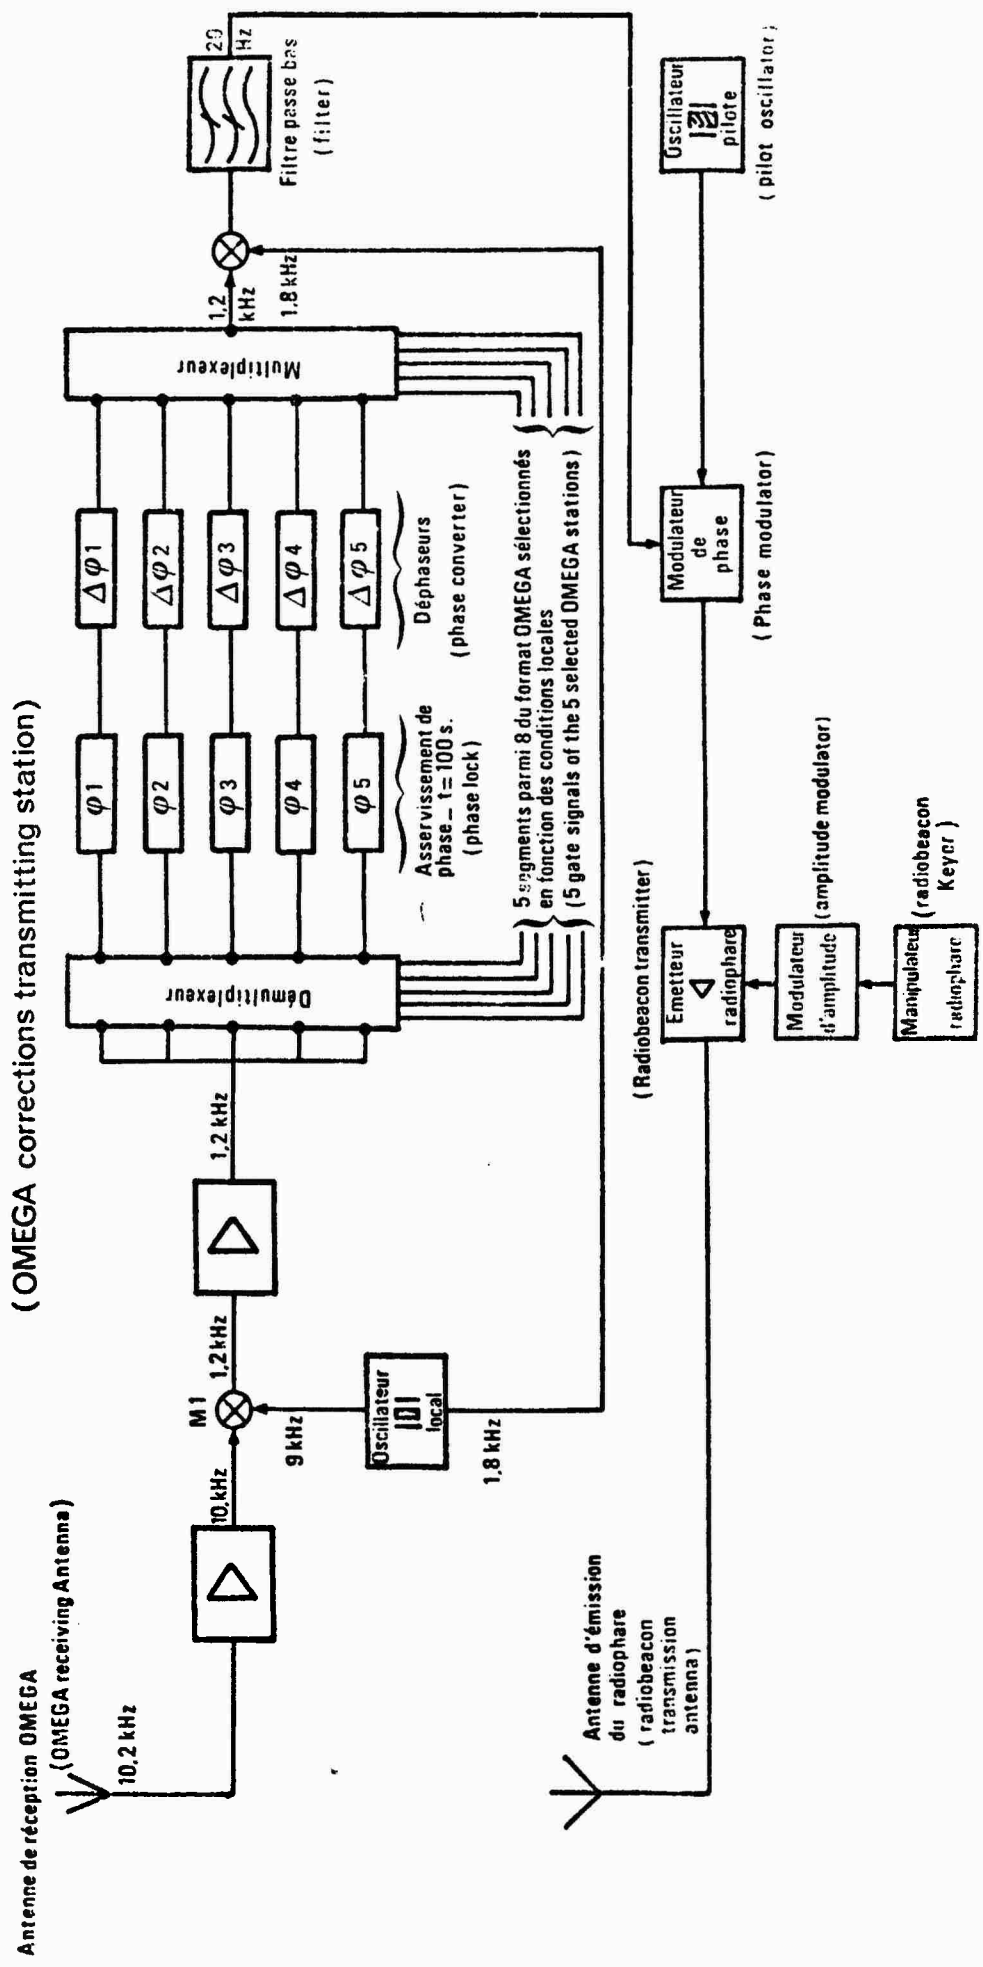 (OMEGA corrections transmitting station)
Antenne de réception OMEGA
(OMEGA receiving Antenna)
10,2 kHz
10,kHz
M1
9 kHz
1,2kHz
Oscillateur
local
1,8 kHz
1,2 kHz
Démultiplexeur
φ1
φ2
φ3
φ4
φ5
Asservissement de
phase_ t=100 s.
(phase lock)
Δφ1
Δφ2
Δφ3
Δφ4
Δφ5
Déphaseurs
(phase converter)
Multiplexeur
5 segments parmi 8 du format OMEGA sélectionnés
en fonction des conditions locales
(5 gate signals of the 5 selected OMEGA stations)
1,2
kHz
1.8 kHz
Filtre passe bas
(filter)
20
Hz
Antenne d'émission
du radiophare
(radiobeacon
transmission
antenna)
(Radiobeacon transmitter)
Emetteur
radiophare
Modulateur
d'amplitude
(amplitude modulator)
Manipulateur
radiophare
(radiobeacon
Keyer)
Modulateur
de
phase
(Phase modulator)
Oscillateur
pilote
(pilot oscillator)